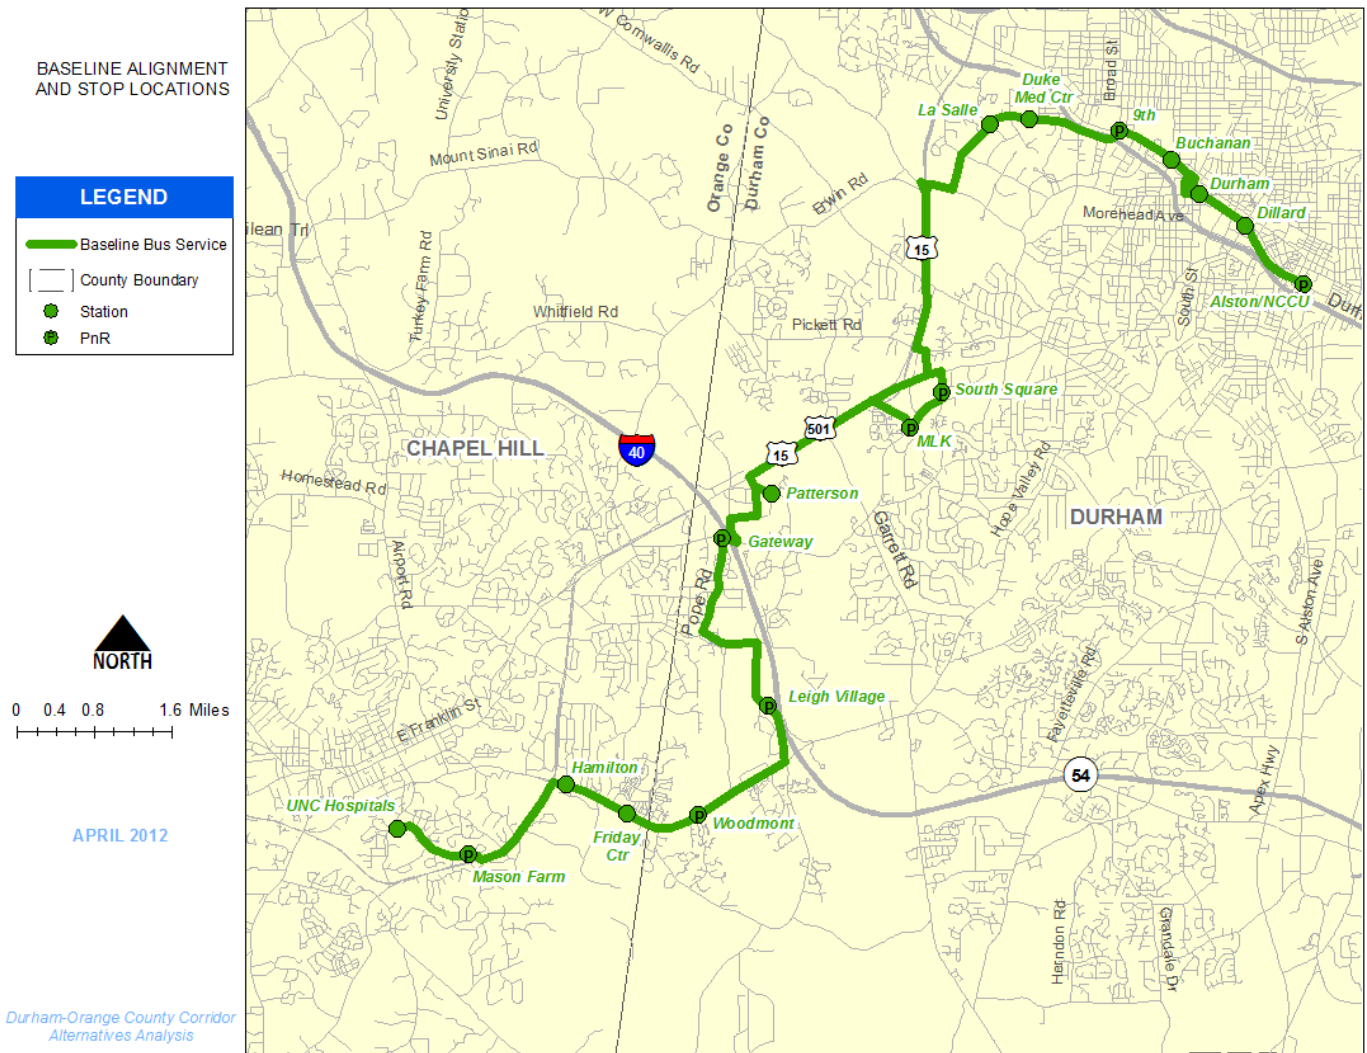 BASELINE ALIGNMENT
AND STOP LOCATIONS
LEGEND
Baseline Bus Service
County Boundary
Station
P PnR
NORTH
0 0.4 0.8 1.6 Miles
APRIL 2012
Durham-Orange County Corridor
Alternatives Analysis
W Cornwallis Rd
University Statio
Mount Sinai Rd
Orange Co
Durham Co
Erwin Rd
ilean Trl
Turkey Farm Rd
Whitfield Rd
Pickett Rd
Broad St
Duke
Med Ctr
La Salle
P
9th
Buchanan
Durham
Morehead Ave
Dillard
15
South St
P
Alston/NCCU
Durh
P
South Square
P
MLK
501
15
40
CHAPEL HILL
Homestead Rd
Airport Rd
Patterson
P
Gateway
Pope Rd
Garrett Rd
Hope Valley Rd
DURHAM
S Alston Ave
Fayetteville Rd
P
Leigh Village
E Franklin St
54
Apex Hwy
Hamilton
UNC Hospitals
Friday
Ctr
P
Woodmont
P
Mason Farm
Herndon Rd
Grandale Dr